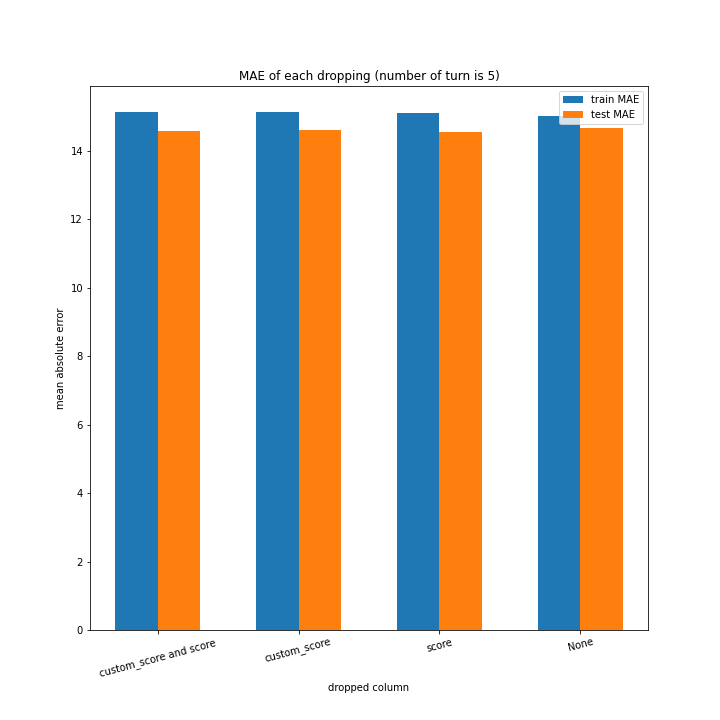 MAE of each dropping (number of turn is 5)
train MAE
test MAE
mean absolute error
14
12
10
8
6
4
2
0
custom_score and score
custom_score
score
None
dropped column